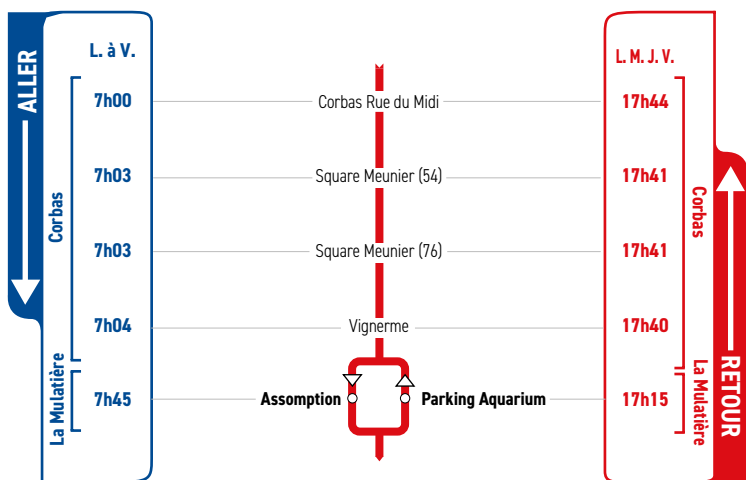 ALLER
L. à V.
L. M. J. V.
Corbas
7h00 Corbas Rue du Midi 17h44
7h03 Square Meunier (54) 17h41
7h03 Square Meunier (76) 17h41
7h04 Vignerme 17h40
Corbas
La Mulatière
7h45 Assomption Parking Aquarium 17h15
La Mulatière
RETOUR